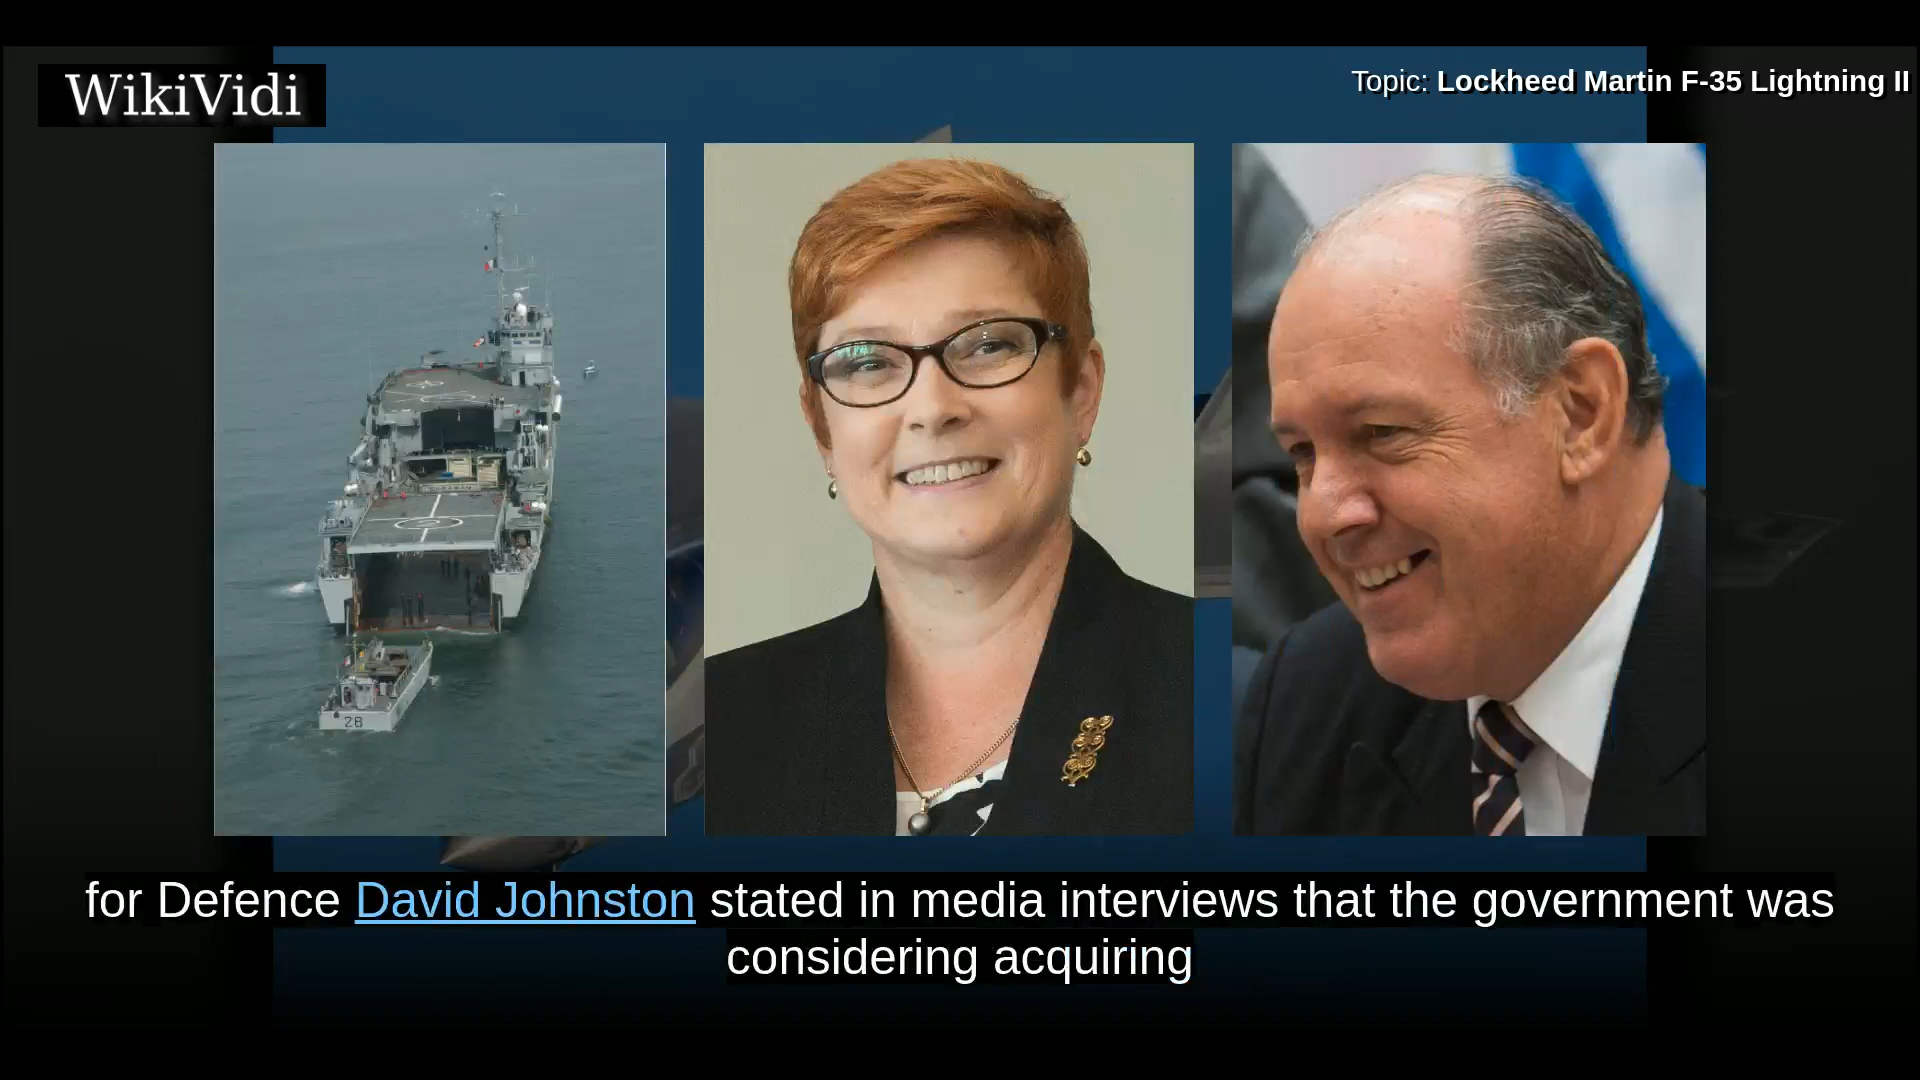 WikiVidi
Topic: Lockheed Martin F-35 Lightning II
28
for Defence David Johnston stated in media interviews that the government was
considering acquiring